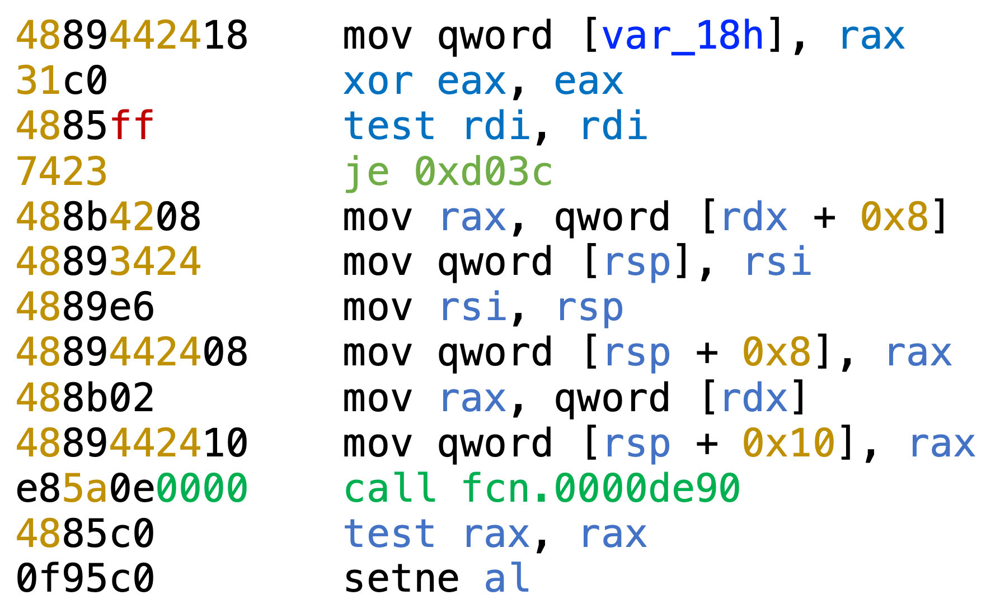 4889442418 mov qword [var_18h], rax
31c0 xor eax, eax
4885ff test rdi, rdi
7423 je 0xd03c
488b4208 mov rax, qword [rdx + 0x8]
48893424 mov qword [rsp], rsi
4889e6 mov rsi, rsp
4889442408 mov qword [rsp + 0x8], rax
488b02 mov rax, qword [rdx]
4889442410 mov qword [rsp + 0x10], rax
e85a0e0000 call fcn.0000de90
4885c0 test rax, rax
0f95c0 setne al